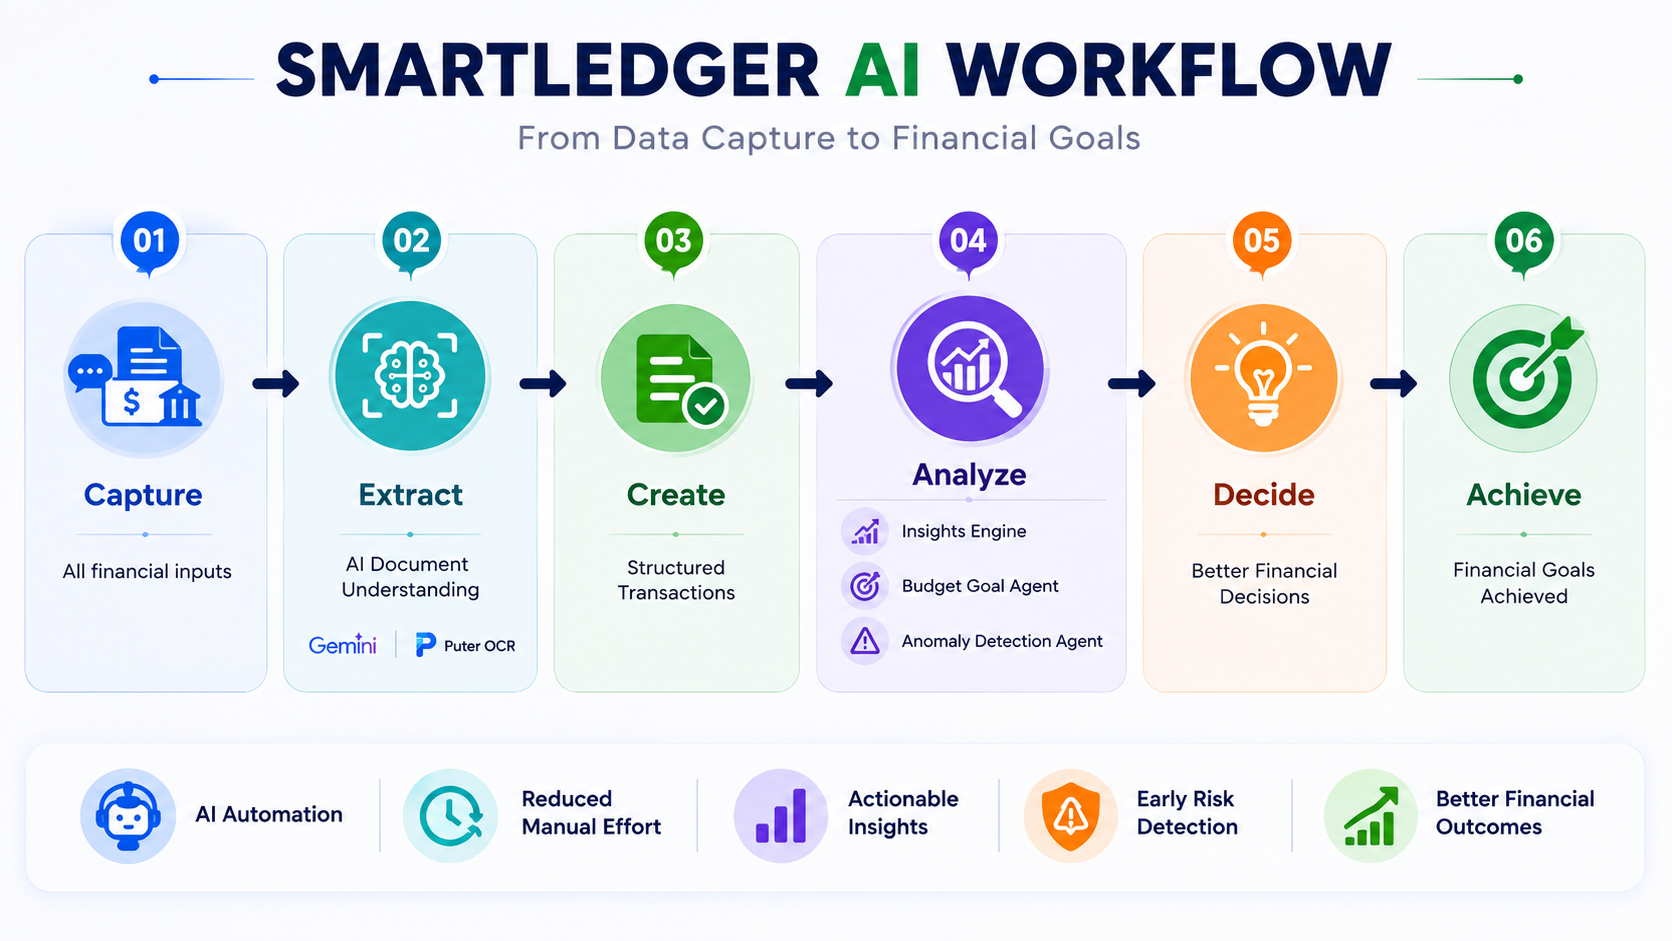 SMARTLEDGER AI WORKFLOW
From Data Capture to Financial Goals
01
Capture
All financial inputs
02
Extract
AI Document
Understanding
Gemini
Puter OCR
03
Create
Structured
Transactions
04
Analyze
Insights Engine
Budget Goal Agent
Anomaly Detection Agent
05
Decide
Better Financial
Decisions
06
Achieve
Financial Goals
Achieved
AI Automation
Reduced
Manual Effort
Actionable
Insights
Early Risk
Detection
Better Financial
Outcomes